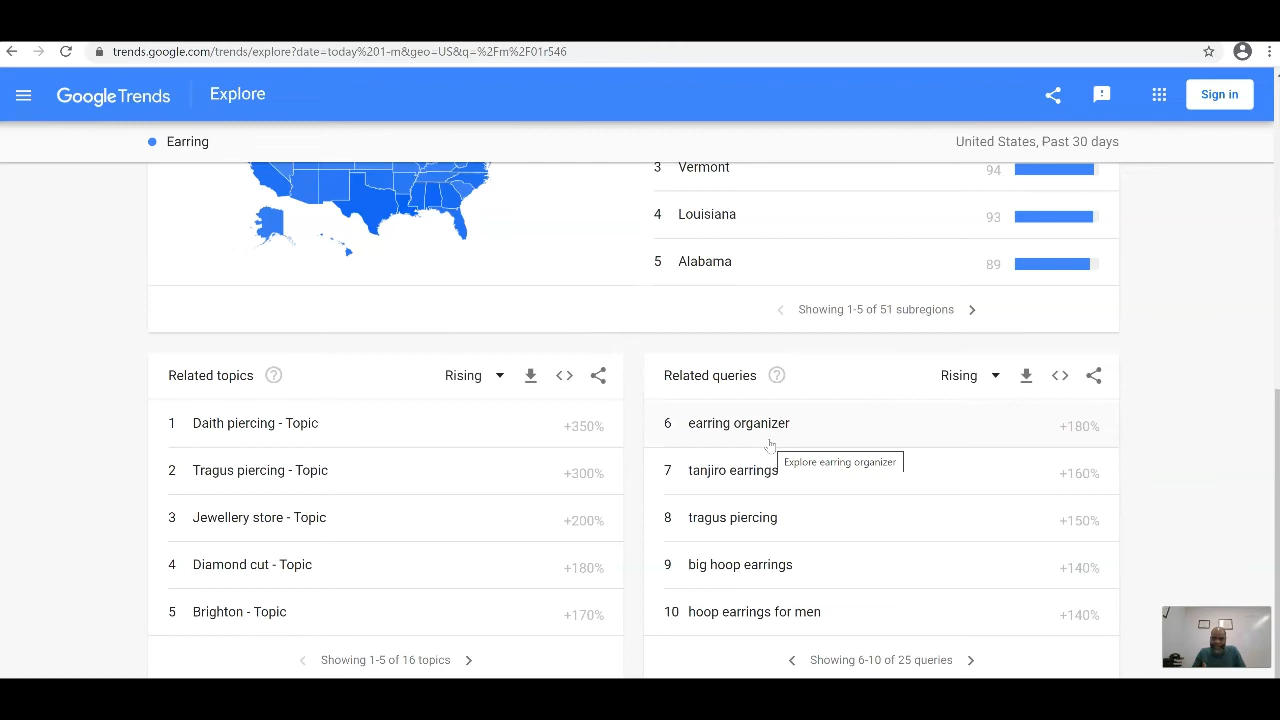 trends.google.com/trends/explore?date=today%201-m&geo=US&q=%2Fm%2F01r546
Google Trends Explore Sign in
Earring United States, Past 30 days
3 Vermont 94
4 Louisiana 93
5 Alabama 89
Showing 1-5 of 51 subregions
Related topics ? Rising
1 Daith piercing - Topic +350%
2 Tragus piercing - Topic +300%
3 Jewellery store - Topic +200%
4 Diamond cut - Topic +180%
5 Brighton - Topic +170%
Showing 1-5 of 16 topics
Related queries ? Rising
6 earring organizer +180%
Explore earring organizer
7 tanjiro earrings +160%
8 tragus piercing +150%
9 big hoop earrings +140%
10 hoop earrings for men +140%
Showing 6-10 of 25 queries